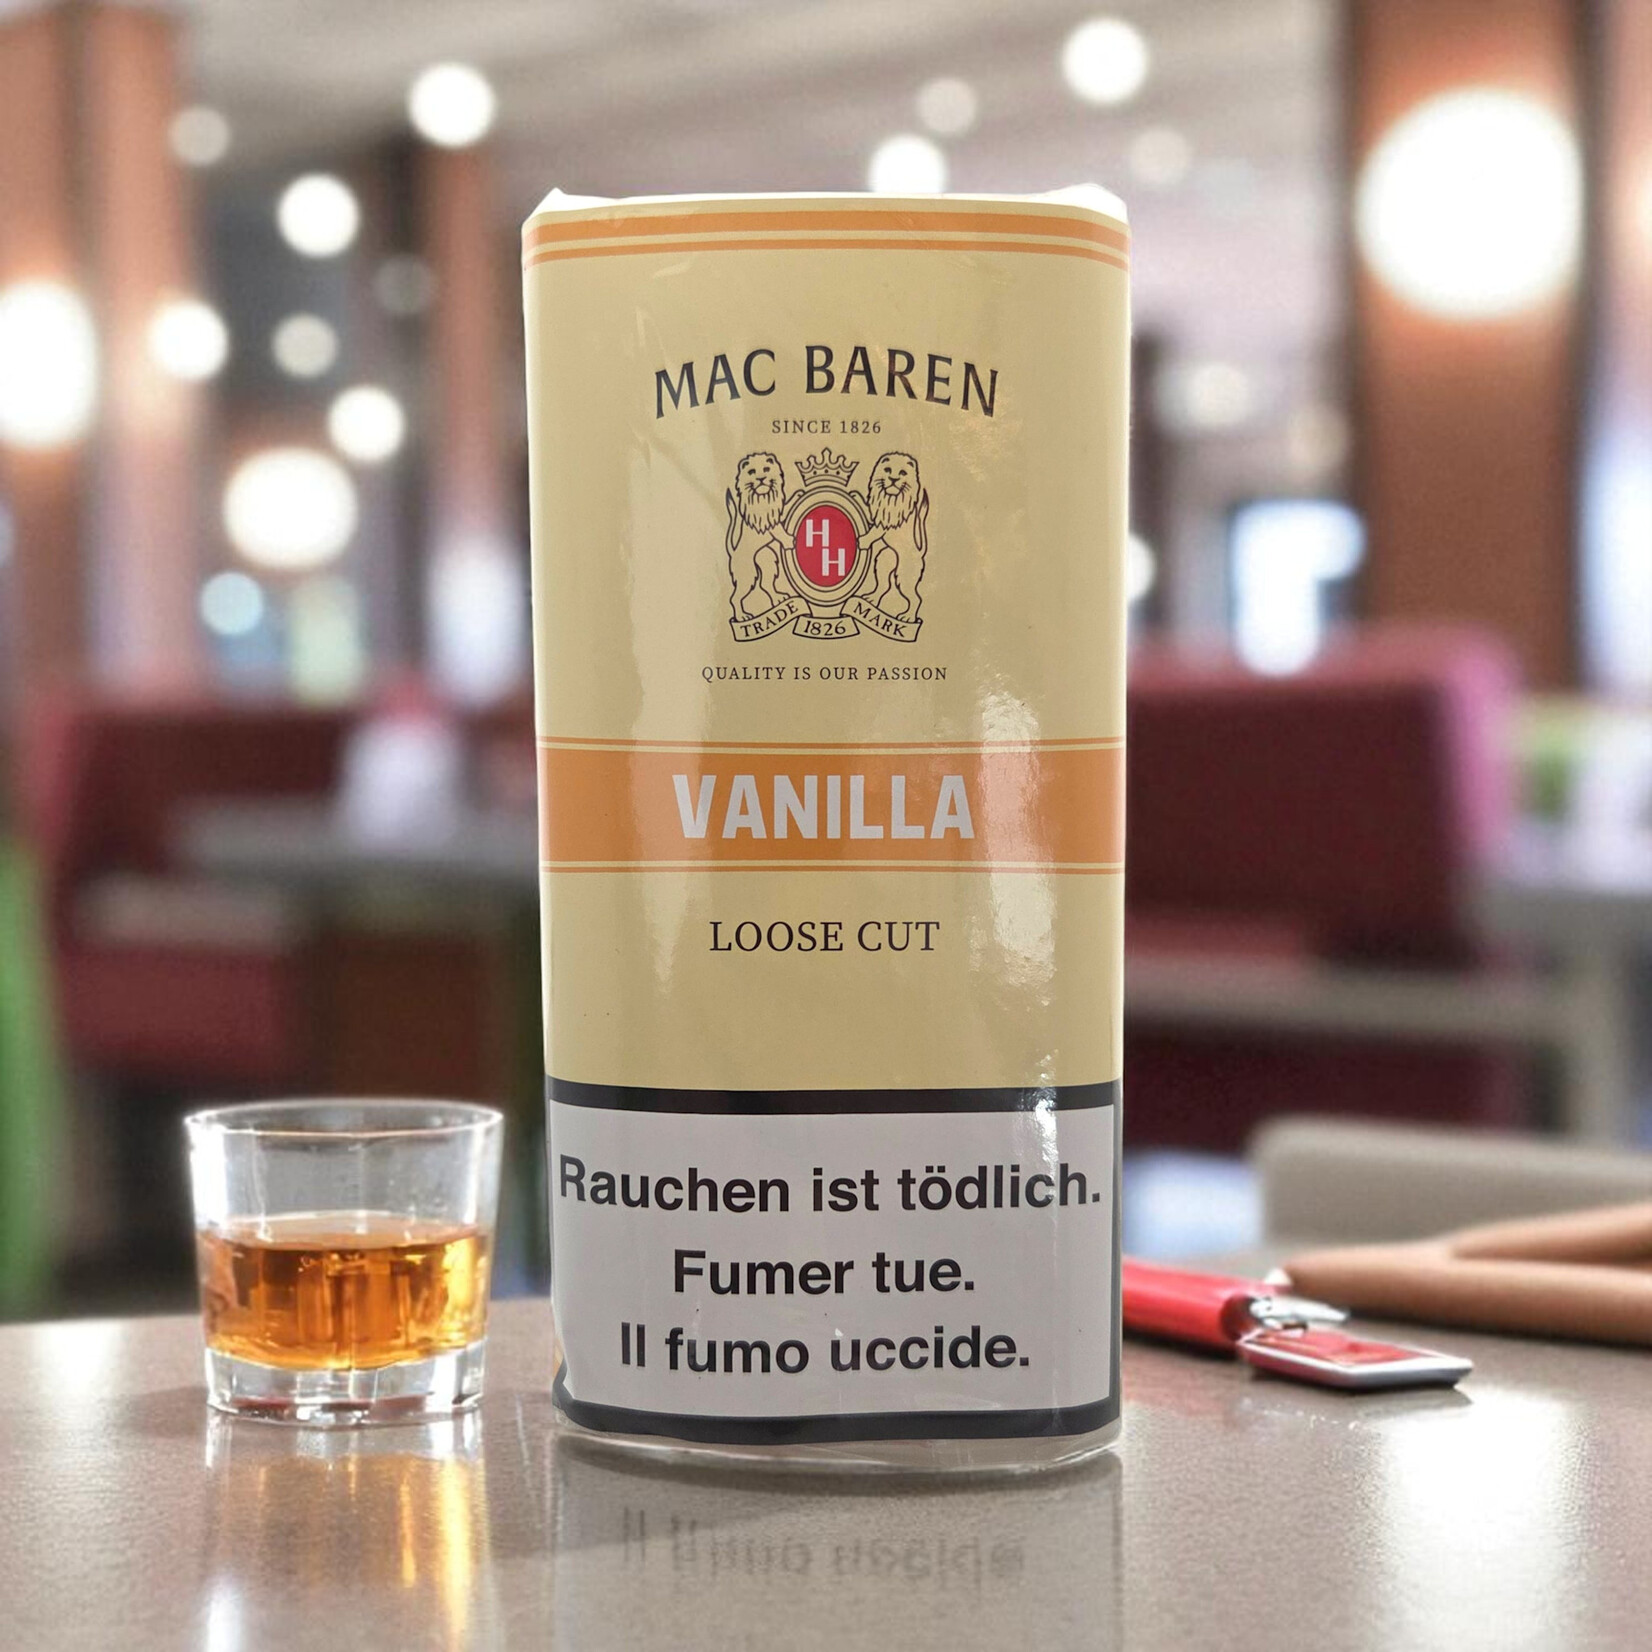 MAC BAREN
SINCE 1826
H
H
TRADE 1826 MARK
QUALITY IS OUR PASSION
VANILLA
LOOSE CUT
Rauchen ist tödlich.
Fumer tue.
Il fumo uccide.